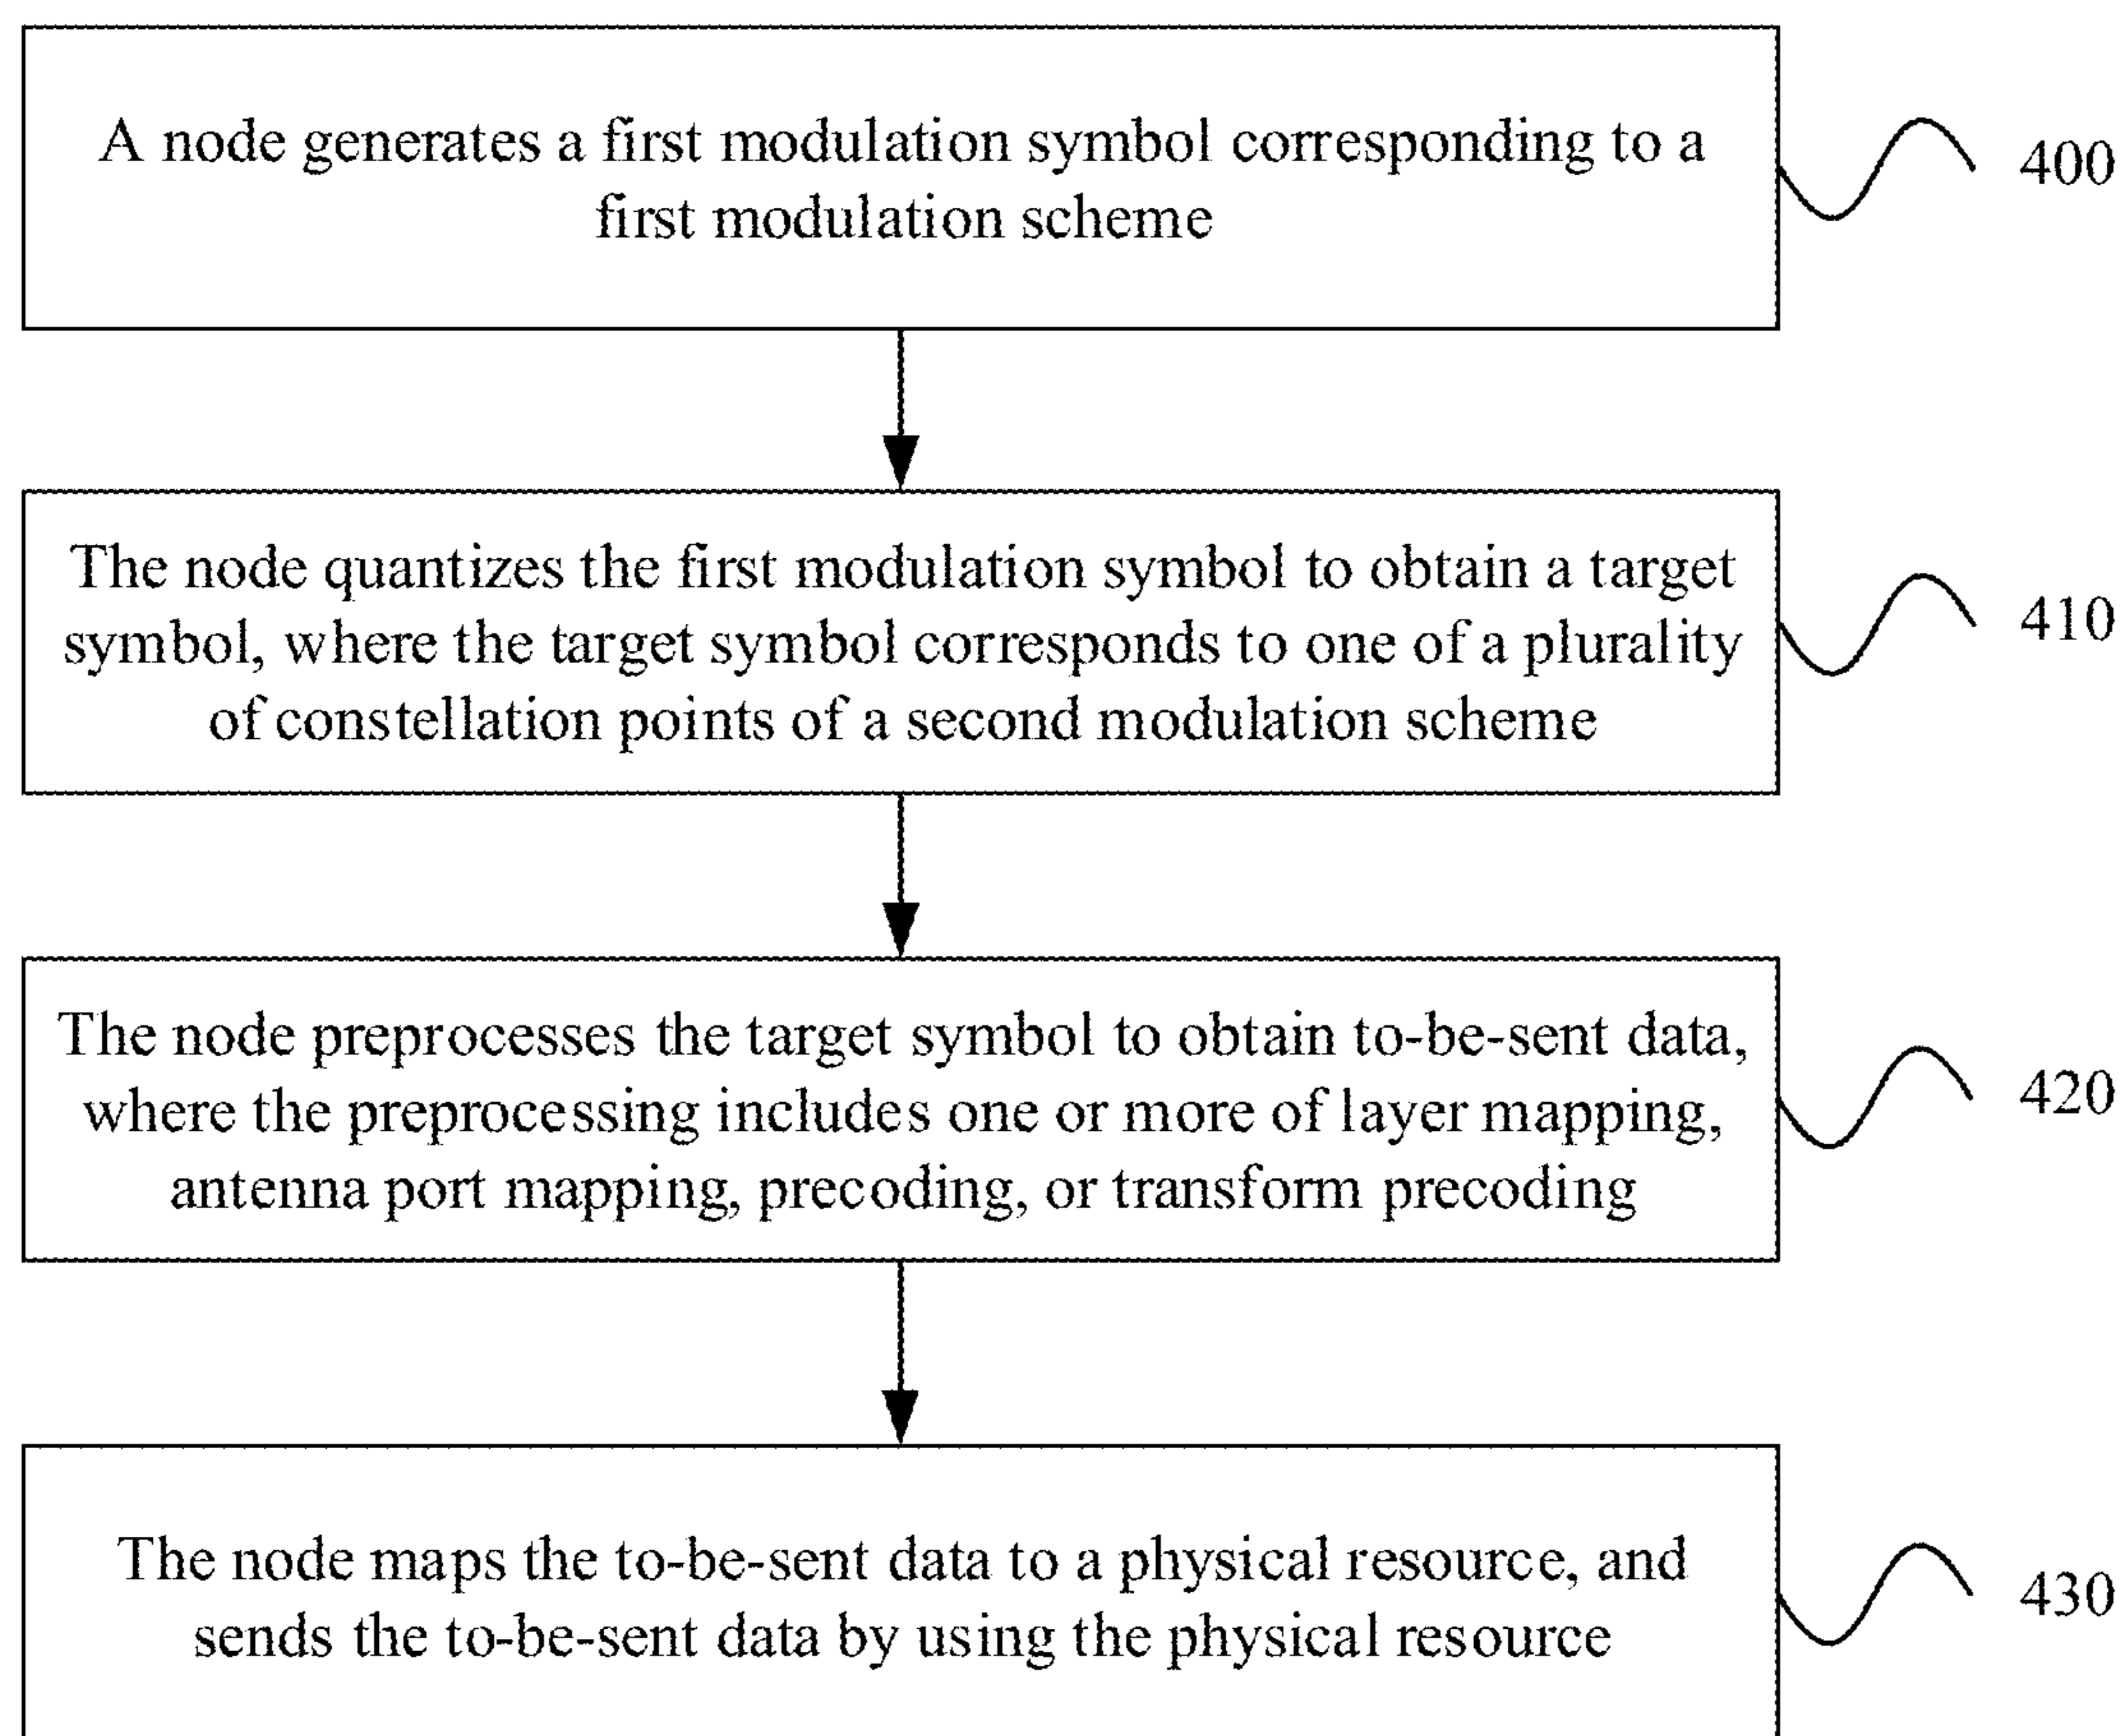 A node generates a first modulation symbol corresponding to a
first modulation scheme
400
The node quantizes the first modulation symbol to obtain a target
symbol, where the target symbol corresponds to one of a plurality
of constellation points of a second modulation scheme
410
The node preprocesses the target symbol to obtain to-be-sent data,
where the preprocessing includes one or more of layer mapping,
antenna port mapping, precoding, or transform precoding
420
The node maps the to-be-sent data to a physical resource, and
sends the to-be-sent data by using the physical resource
430